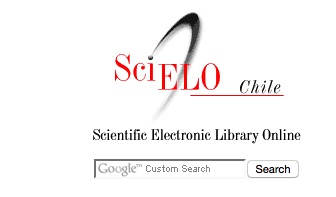 SciELO
Chile
Scientific Electronic Library Online
Google™ Custom Search Search